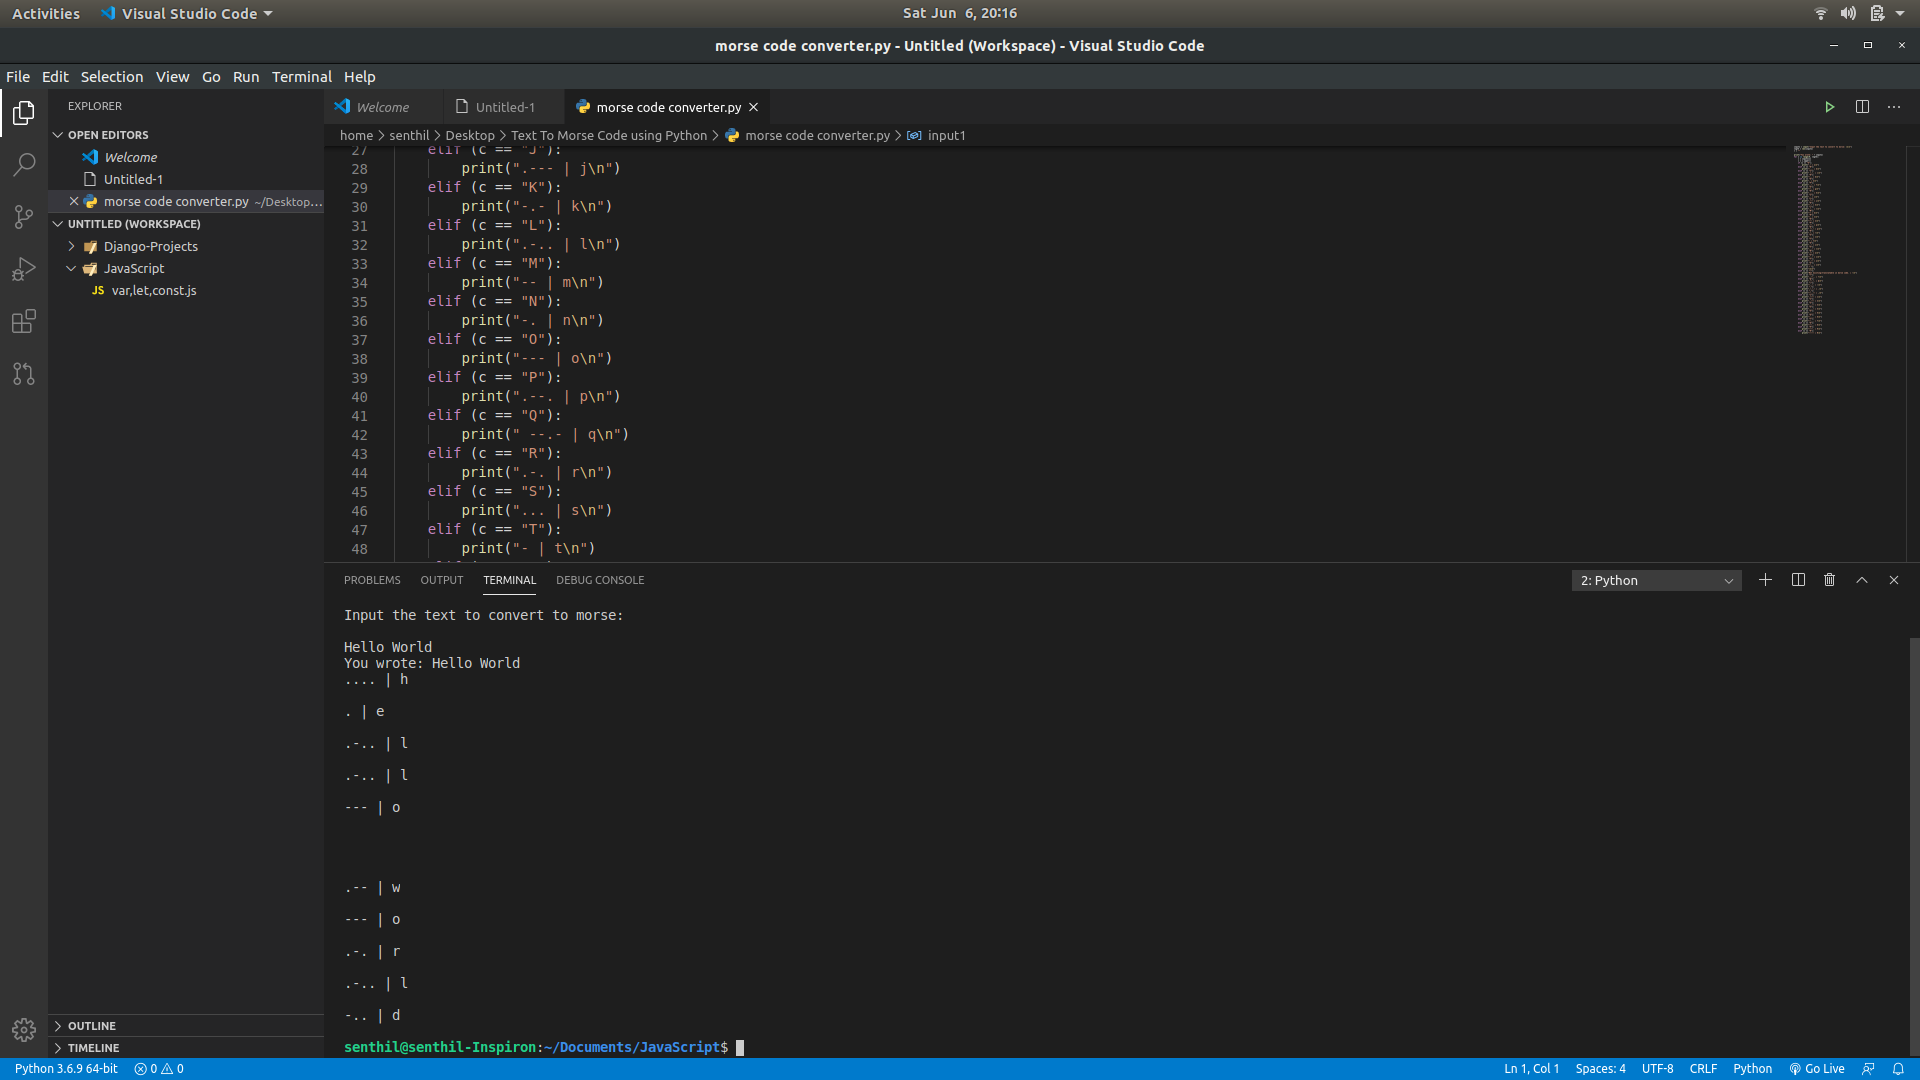 Activities Visual Studio Code Sat Jun 6, 20:16
morse code converter.py - Untitled (Workspace) - Visual Studio Code
File Edit Selection View Go Run Terminal Help
EXPLORER
OPEN EDITORS
Welcome
Untitled-1
morse code converter.py ~/Desktop...
UNTITLED (WORKSPACE)
Django-Projects
JavaScript
JS var,let,const.js
OUTLINE
TIMELINE
Welcome Untitled-1 morse code converter.py
home > senthil > Desktop > Text To Morse Code using Python > morse code converter.py > input1
27 elif (c == "J"):
28 print(".--- | j\n")
29 elif (c == "K"):
30 print("-.- | k\n")
31 elif (c == "L"):
32 print(".-.. | l\n")
33 elif (c == "M"):
34 print("-- | m\n")
35 elif (c == "N"):
36 print("-. | n\n")
37 elif (c == "O"):
38 print("--- | o\n")
39 elif (c == "P"):
40 print(".--. | p\n")
41 elif (c == "Q"):
42 print(" --.- | q\n")
43 elif (c == "R"):
44 print(".-. | r\n")
45 elif (c == "S"):
46 print("... | s\n")
47 elif (c == "T"):
48 print("- | t\n")
PROBLEMS OUTPUT TERMINAL DEBUG CONSOLE 2: Python
Input the text to convert to morse:
Hello World
You wrote: Hello World
.... | h
. | e
.-.. | l
.-.. | l
--- | o
.-- | w
--- | o
.-. | r
.-.. | l
-.. | d
senthil@senthil-Inspiron:~/Documents/JavaScript$
Python 3.6.9 64-bit 0 0 Ln 1, Col 1 Spaces: 4 UTF-8 CRLF Python Go Live